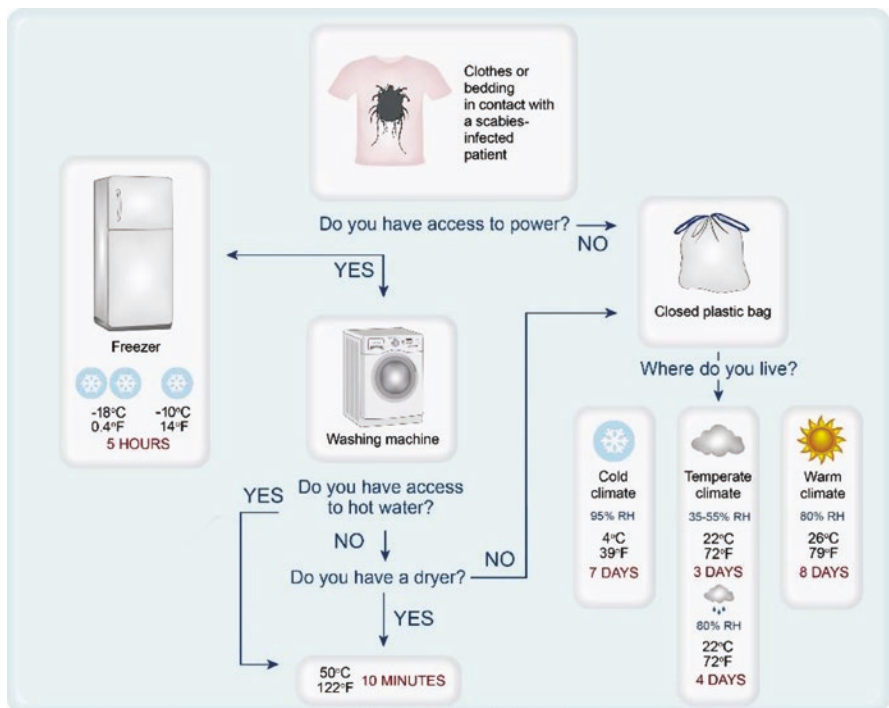 Clothes or
bedding
in contact with
a scabies-
infected
patient
Do you have access to power?
NO
YES
Freezer
-18°C
0.4°F
-10°C
14°F
5 HOURS
Washing machine
Closed plastic bag
Where do you live?
Cold
climate
95% RH
4°C
39°F
7 DAYS
Temperate
climate
35-55% RH
22°C
72°F
3 DAYS
80% RH
22°C
72°F
4 DAYS
Warm
climate
80% RH
26°C
79°F
8 DAYS
YES
Do you have access
to hot water?
NO
Do you have a dryer?
NO
YES
50°C
122°F
10 MINUTES